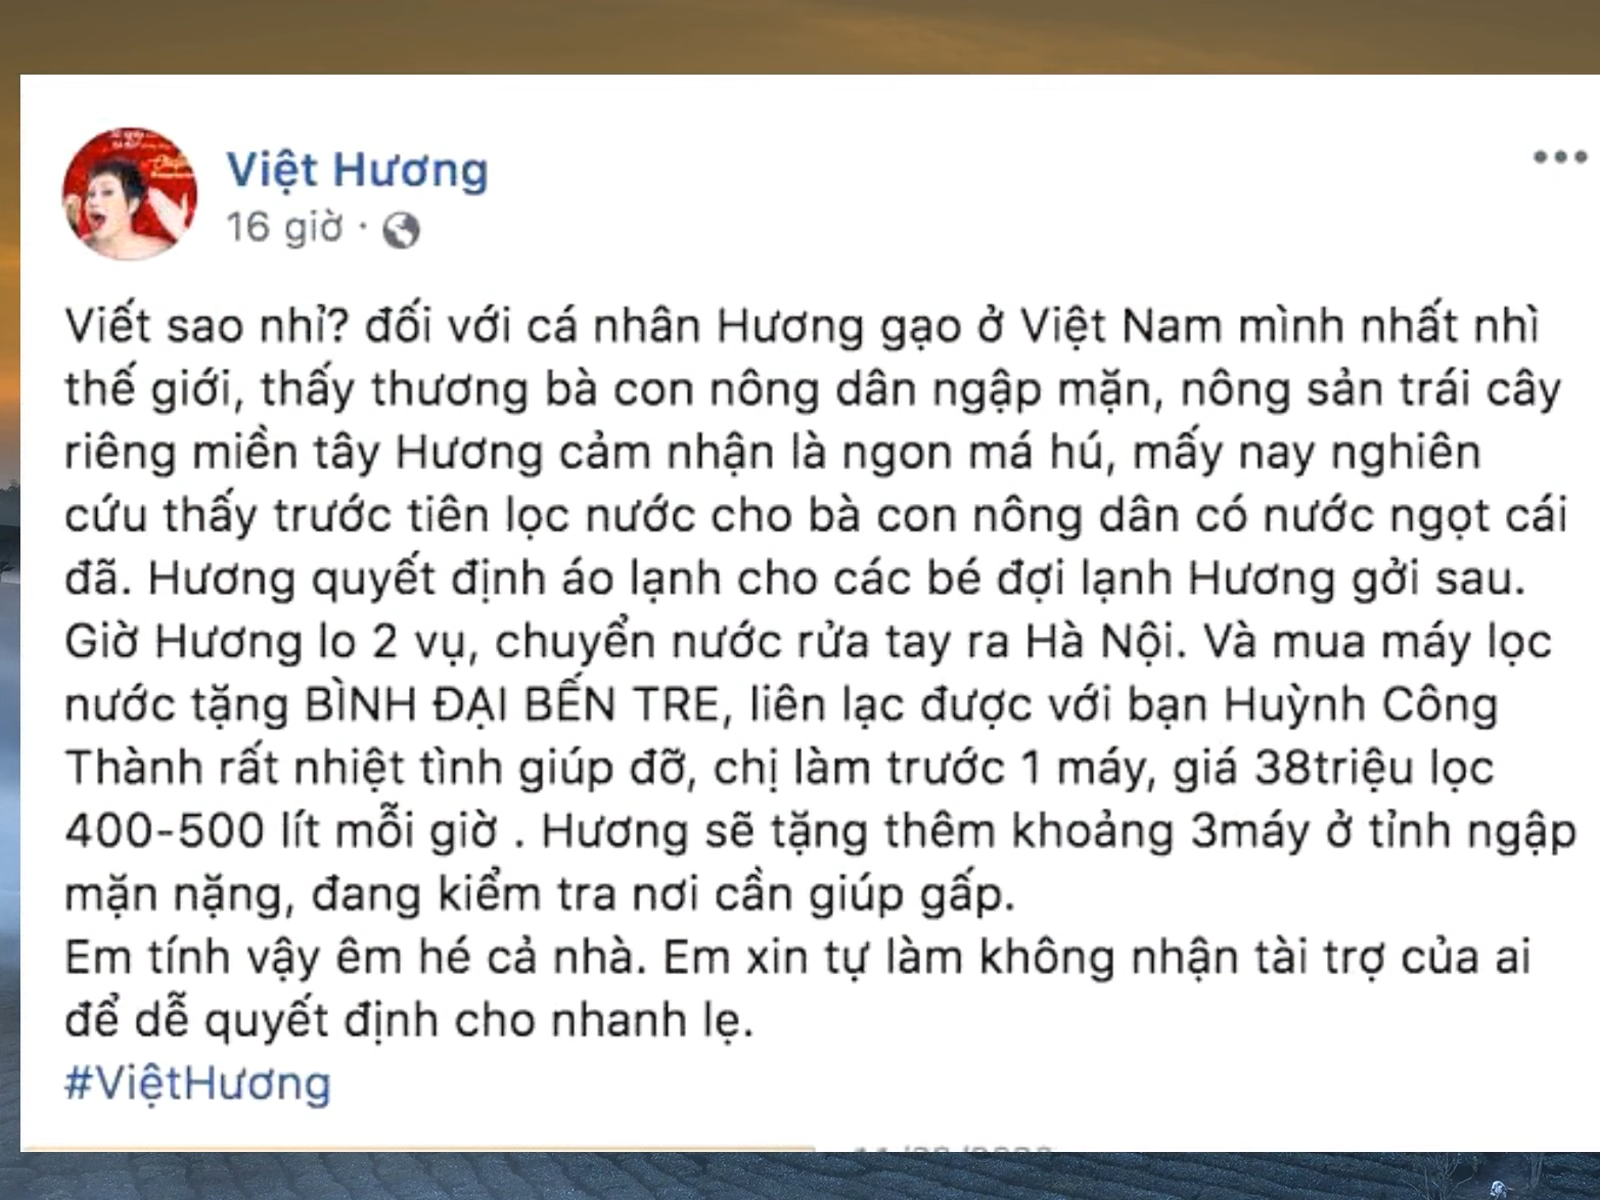 Việt Hương
16 giờ ·
Viết sao nhỉ? đối với cá nhân Hương gạo ở Việt Nam mình nhất nhì
thế giới, thấy thương bà con nông dân ngập mặn, nông sản trái cây
riêng miền tây Hương cảm nhận là ngon má hú, mấy nay nghiên
cứu thấy trước tiên lọc nước cho bà con nông dân có nước ngọt cái
đã. Hương quyết định áo lạnh cho các bé đợi lạnh Hương gởi sau.
Giờ Hương lo 2 vụ, chuyển nước rửa tay ra Hà Nội. Và mua máy lọc
nước tặng BÌNH ĐẠI BẾN TRE, liên lạc được với bạn Huỳnh Công
Thành rất nhiệt tình giúp đỡ, chị làm trước 1 máy, giá 38triệu lọc
400-500 lít mỗi giờ . Hương sẽ tặng thêm khoảng 3máy ở tỉnh ngập
mặn nặng, đang kiểm tra nơi cần giúp gấp.
Em tính vậy êm hé cả nhà. Em xin tự làm không nhận tài trợ của ai
để dễ quyết định cho nhanh lẹ.
#ViệtHương